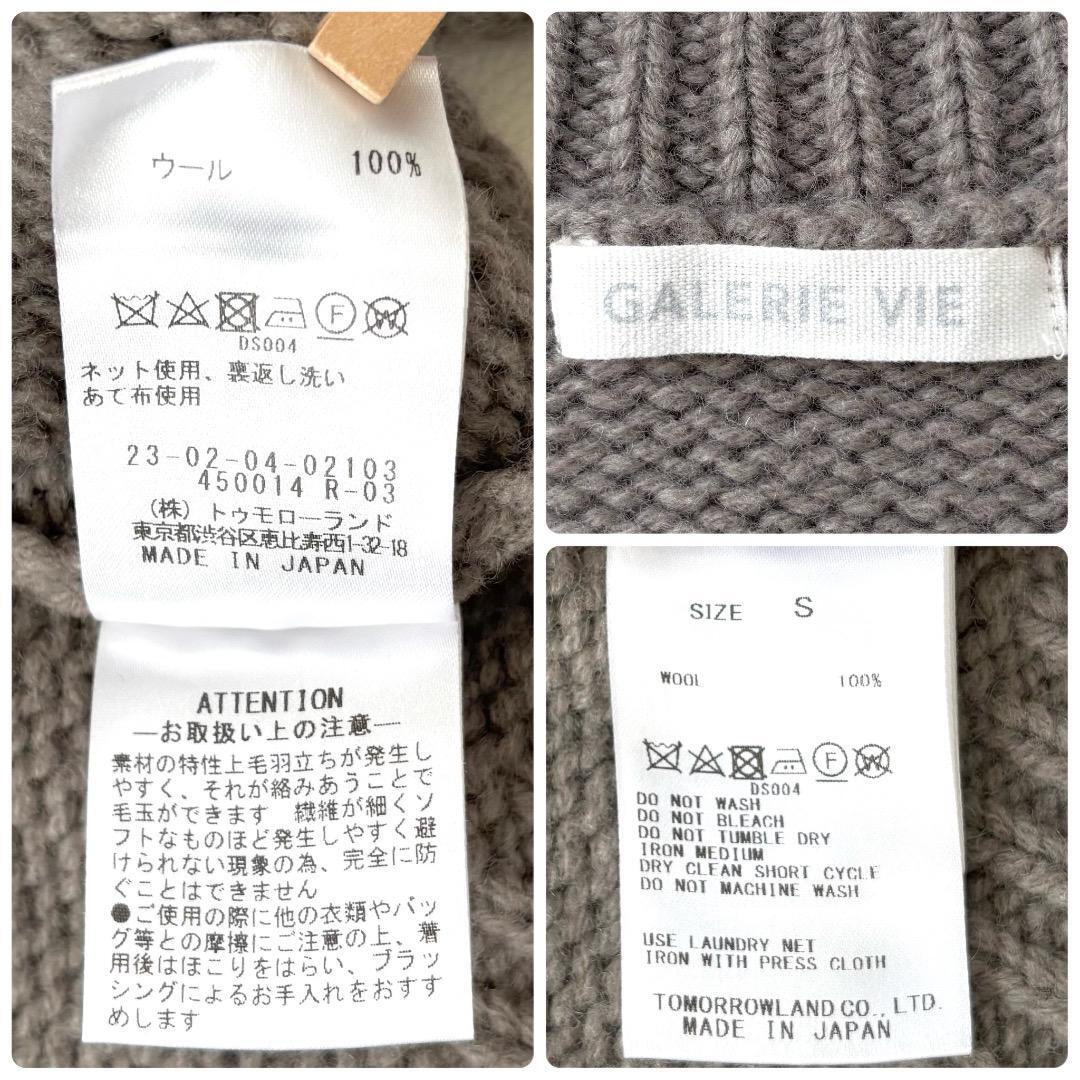 ウール 100%
DS004
ネット使用、裏返し洗い
あて布使用
23-02-04-02103
450014 R-03
(株) トゥモローランド
東京都渋谷区恵比寿西1-32-18
MADE IN JAPAN
ATTENTION
―お取扱い上の注意―
素材の特性上毛羽立ちが発生し
やすく、それが絡みあうことで
毛玉ができます 繊維が細くソ
フトなものほど発生しやすく避
けられない現象の為、完全に防
ぐことはできません
●ご使用の際に他の衣類やバッ
グ等との摩擦にご注意の上、着
用後はほこりをはらい、ブラッ
シングによるお手入れをおすす
めします
GALERIE VIE
SIZE S
WOOL 100%
DS004
DO NOT WASH
DO NOT BLEACH
DO NOT TUMBLE DRY
IRON MEDIUM
DRY CLEAN SHORT CYCLE
DO NOT MACHINE WASH
USE LAUNDRY NET
IRON WITH PRESS CLOTH
TOMORROWLAND CO., LTD.
MADE IN JAPAN